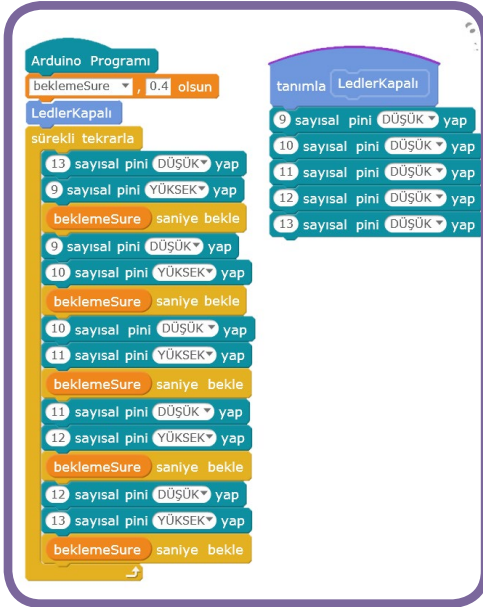 Arduino Programı
beklemeSure , 0.4 olsun
LedlerKapalı
sürekli tekrarla
13 sayısal pini DÜŞÜK yap
9 sayısal pini YÜKSEK yap
beklemeSure saniye bekle
9 sayısal pini DÜŞÜK yap
10 sayısal pini YÜKSEK yap
beklemeSure saniye bekle
10 sayısal pini DÜŞÜK yap
11 sayısal pini YÜKSEK yap
beklemeSure saniye bekle
11 sayısal pini DÜŞÜK yap
12 sayısal pini YÜKSEK yap
beklemeSure saniye bekle
12 sayısal pini DÜŞÜK yap
13 sayısal pini YÜKSEK yap
beklemeSure saniye bekle
tanımla LedlerKapalı
9 sayısal pini DÜŞÜK yap
10 sayısal pini DÜŞÜK yap
11 sayısal pini DÜŞÜK yap
12 sayısal pini DÜŞÜK yap
13 sayısal pini DÜŞÜK yap